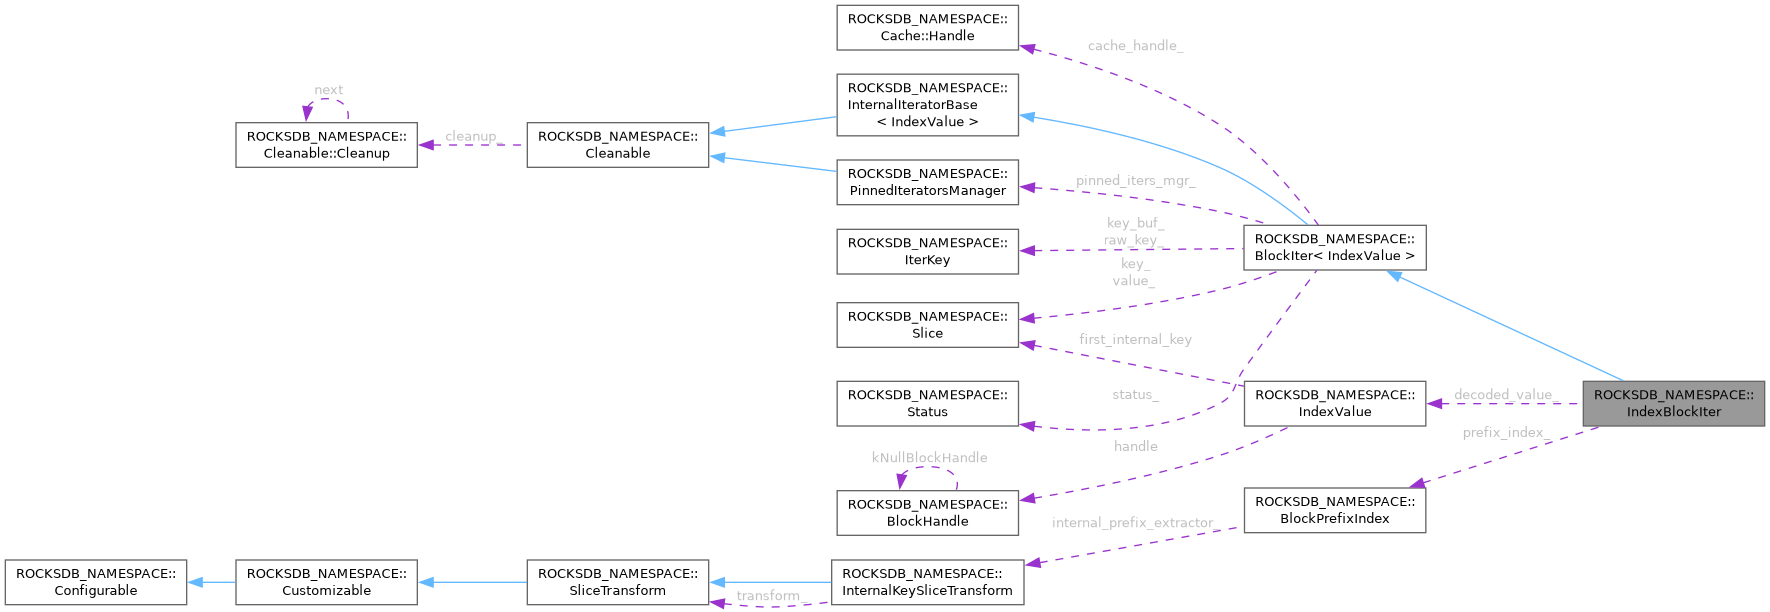 ROCKSDB_NAMESPACE::
Cache::Handle
cache_handle_
ROCKSDB_NAMESPACE::
InternalIteratorBase
< IndexValue >
next
ROCKSDB_NAMESPACE::
Cleanable::Cleanup
cleanup_
ROCKSDB_NAMESPACE::
Cleanable
ROCKSDB_NAMESPACE::
PinnedIteratorsManager
pinned_iters_mgr_
key_buf_
raw_key_
ROCKSDB_NAMESPACE::
IterKey
ROCKSDB_NAMESPACE::
BlockIter< IndexValue >
key_
value_
ROCKSDB_NAMESPACE::
Slice
first_internal_key
ROCKSDB_NAMESPACE::
Status
status_
ROCKSDB_NAMESPACE::
IndexValue
decoded_value_
ROCKSDB_NAMESPACE::
IndexBlockIter
prefix_index_
handle
kNullBlockHandle
ROCKSDB_NAMESPACE::
BlockHandle
ROCKSDB_NAMESPACE::
BlockPrefixIndex
internal_prefix_extractor_
ROCKSDB_NAMESPACE::
Configurable
ROCKSDB_NAMESPACE::
Customizable
ROCKSDB_NAMESPACE::
SliceTransform
transform_
ROCKSDB_NAMESPACE::
InternalKeySliceTransform